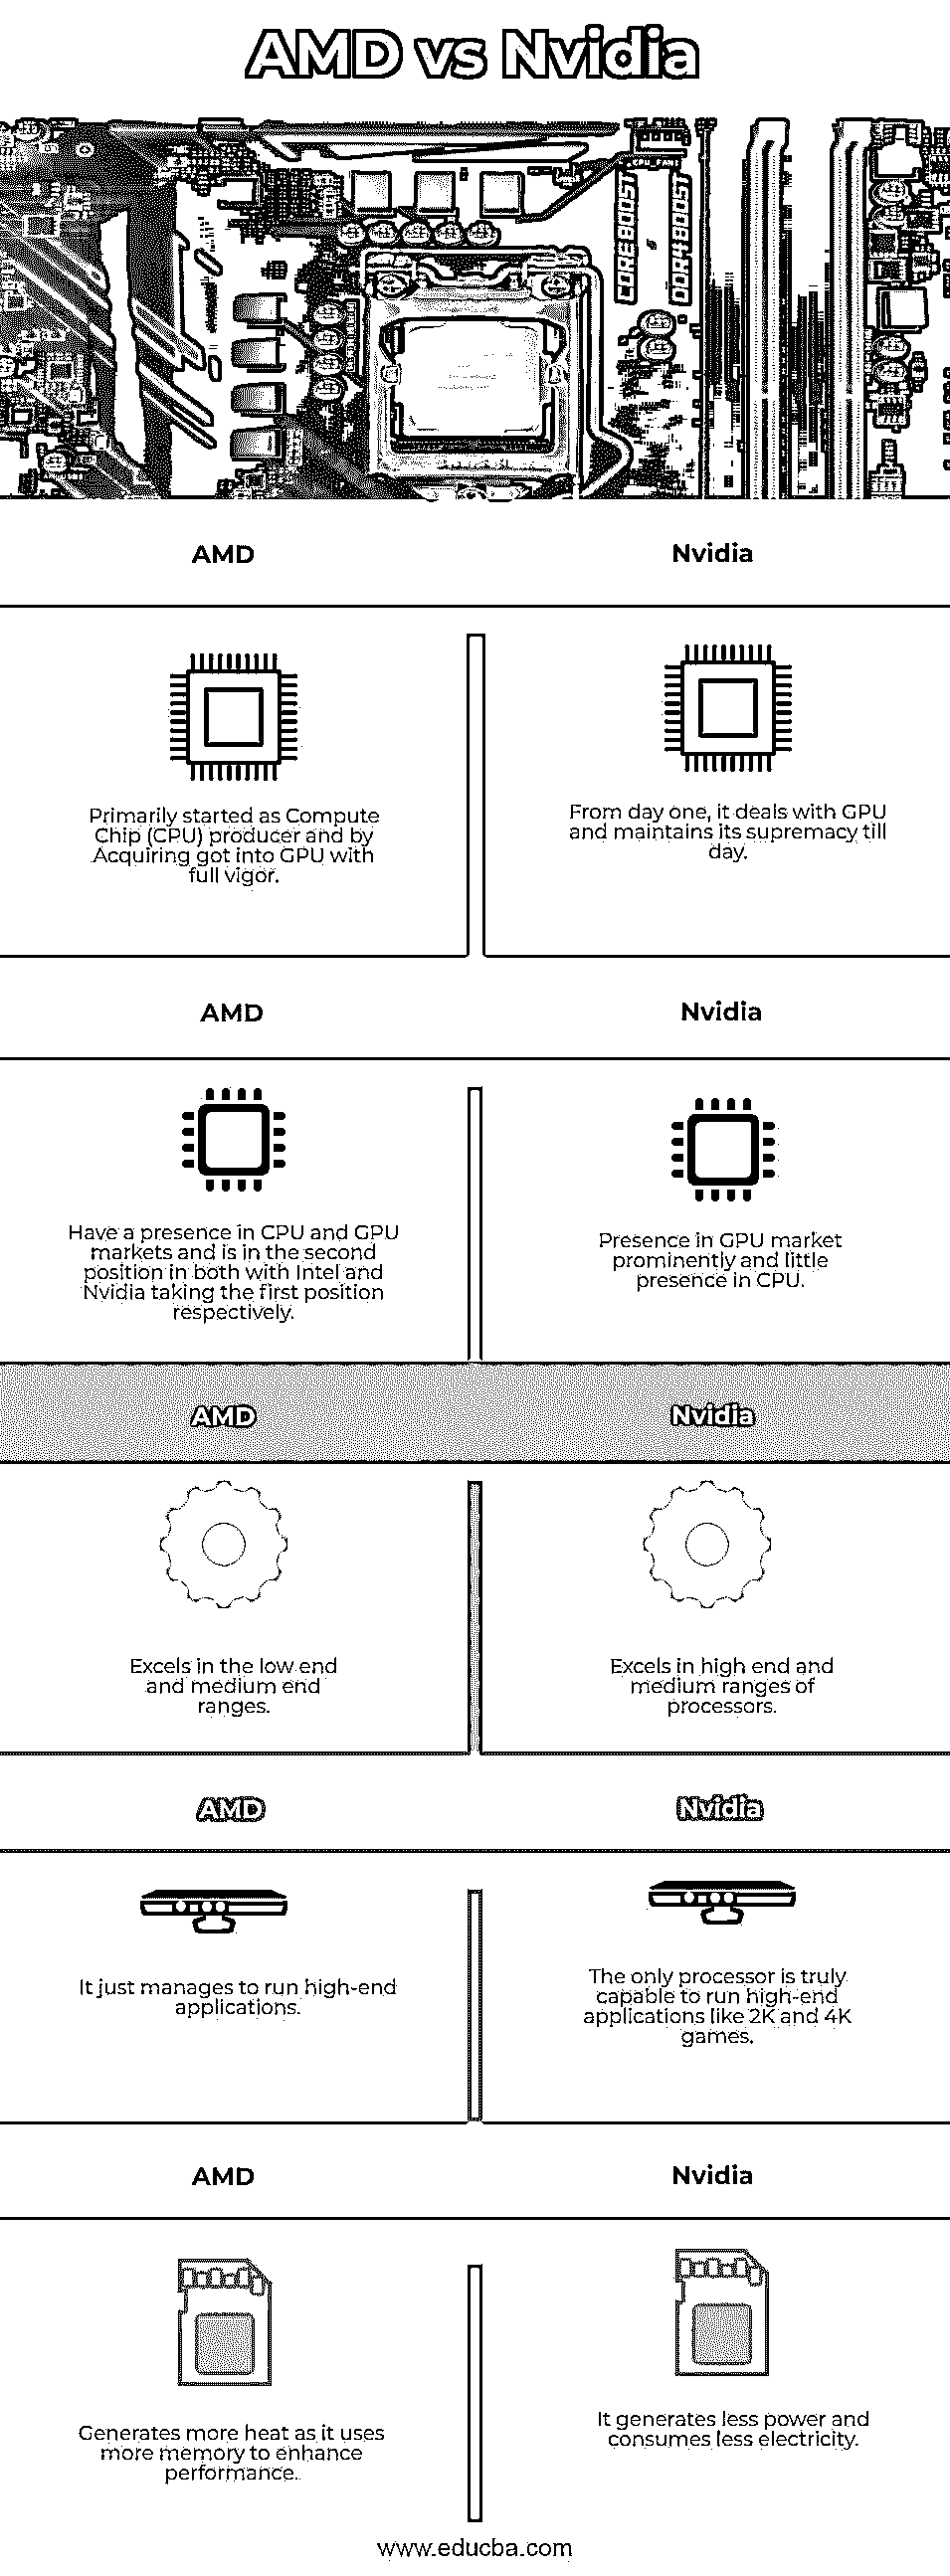 AMD vs Nvidia
CPU_FAN1
COREBOOST
DDR4BOOST
AMD
Nvidia
Primarily started as Compute
Chip (CPU) producer and by
Acquiring got into GPU with
full vigor.
From day one, it deals with GPU
and maintains its supremacy till
day.
AMD
Nvidia
Have a presence in CPU and GPU
markets and is in the second
position in both with Intel and
Nvidia taking the first position
respectively.
Presence in GPU market
prominently and little
presence in CPU.
AMD
Nvidia
Excels in the low end
and medium end
ranges.
Excels in high end and
medium ranges of
processors.
AMD
Nvidia
It just manages to run high-end
applications.
The only processor is truly
capable to run high-end
applications like 2K and 4K
games.
AMD
Nvidia
Generates more heat as it uses
more memory to enhance
performance.
It generates less power and
consumes less electricity.
www.educba.com